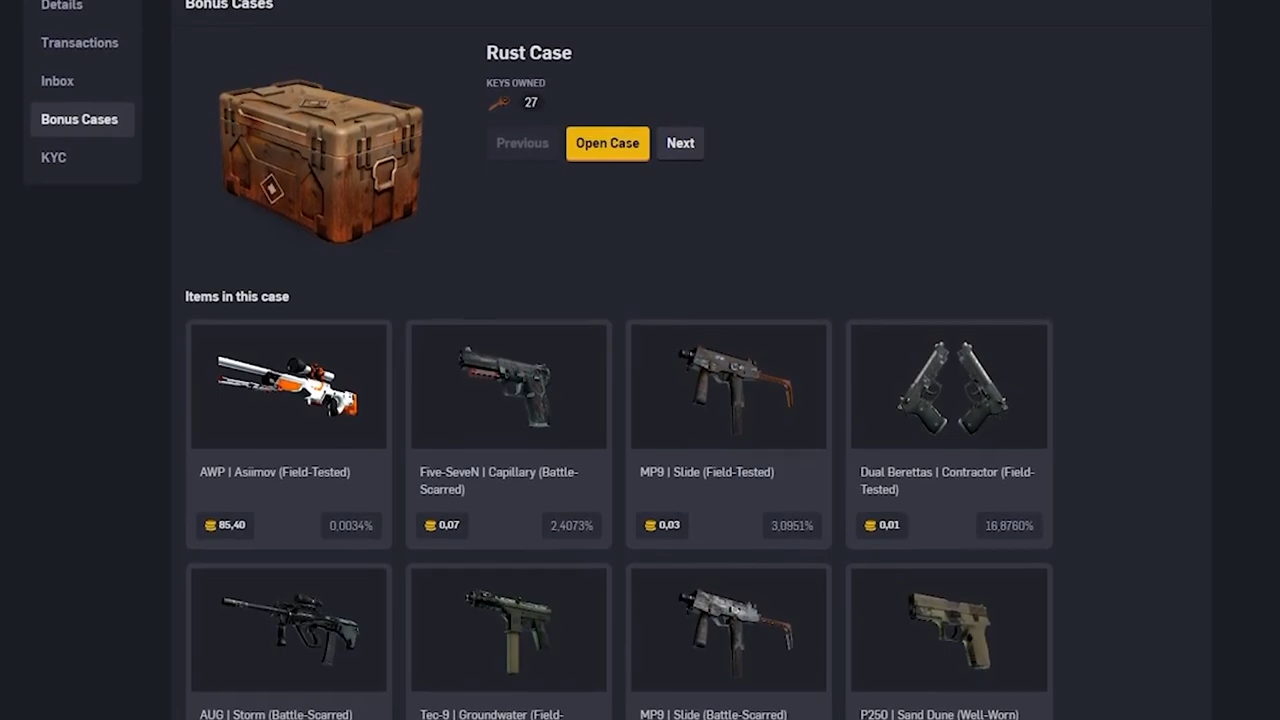 Details
Bonus Cases
Transactions
Inbox
Bonus Cases
KYC
Rust Case
KEYS OWNED
27
Previous
Open Case
Next
Items in this case
AWP | Asiimov (Field-Tested)
85,40
0,0034%
Five-SeveN | Capillary (Battle-
Scarred)
0,07
2,4073%
MP9 | Slide (Field-Tested)
0,03
3,0951%
Dual Berettas | Contractor (Field-
Tested)
0,01
16,8760%
AUG | Storm (Battle-Scarred)
Tec-9 | Groundwater (Field-
MP9 | Slide (Battle-Scarred)
P250 | Sand Dune (Well-Worn)